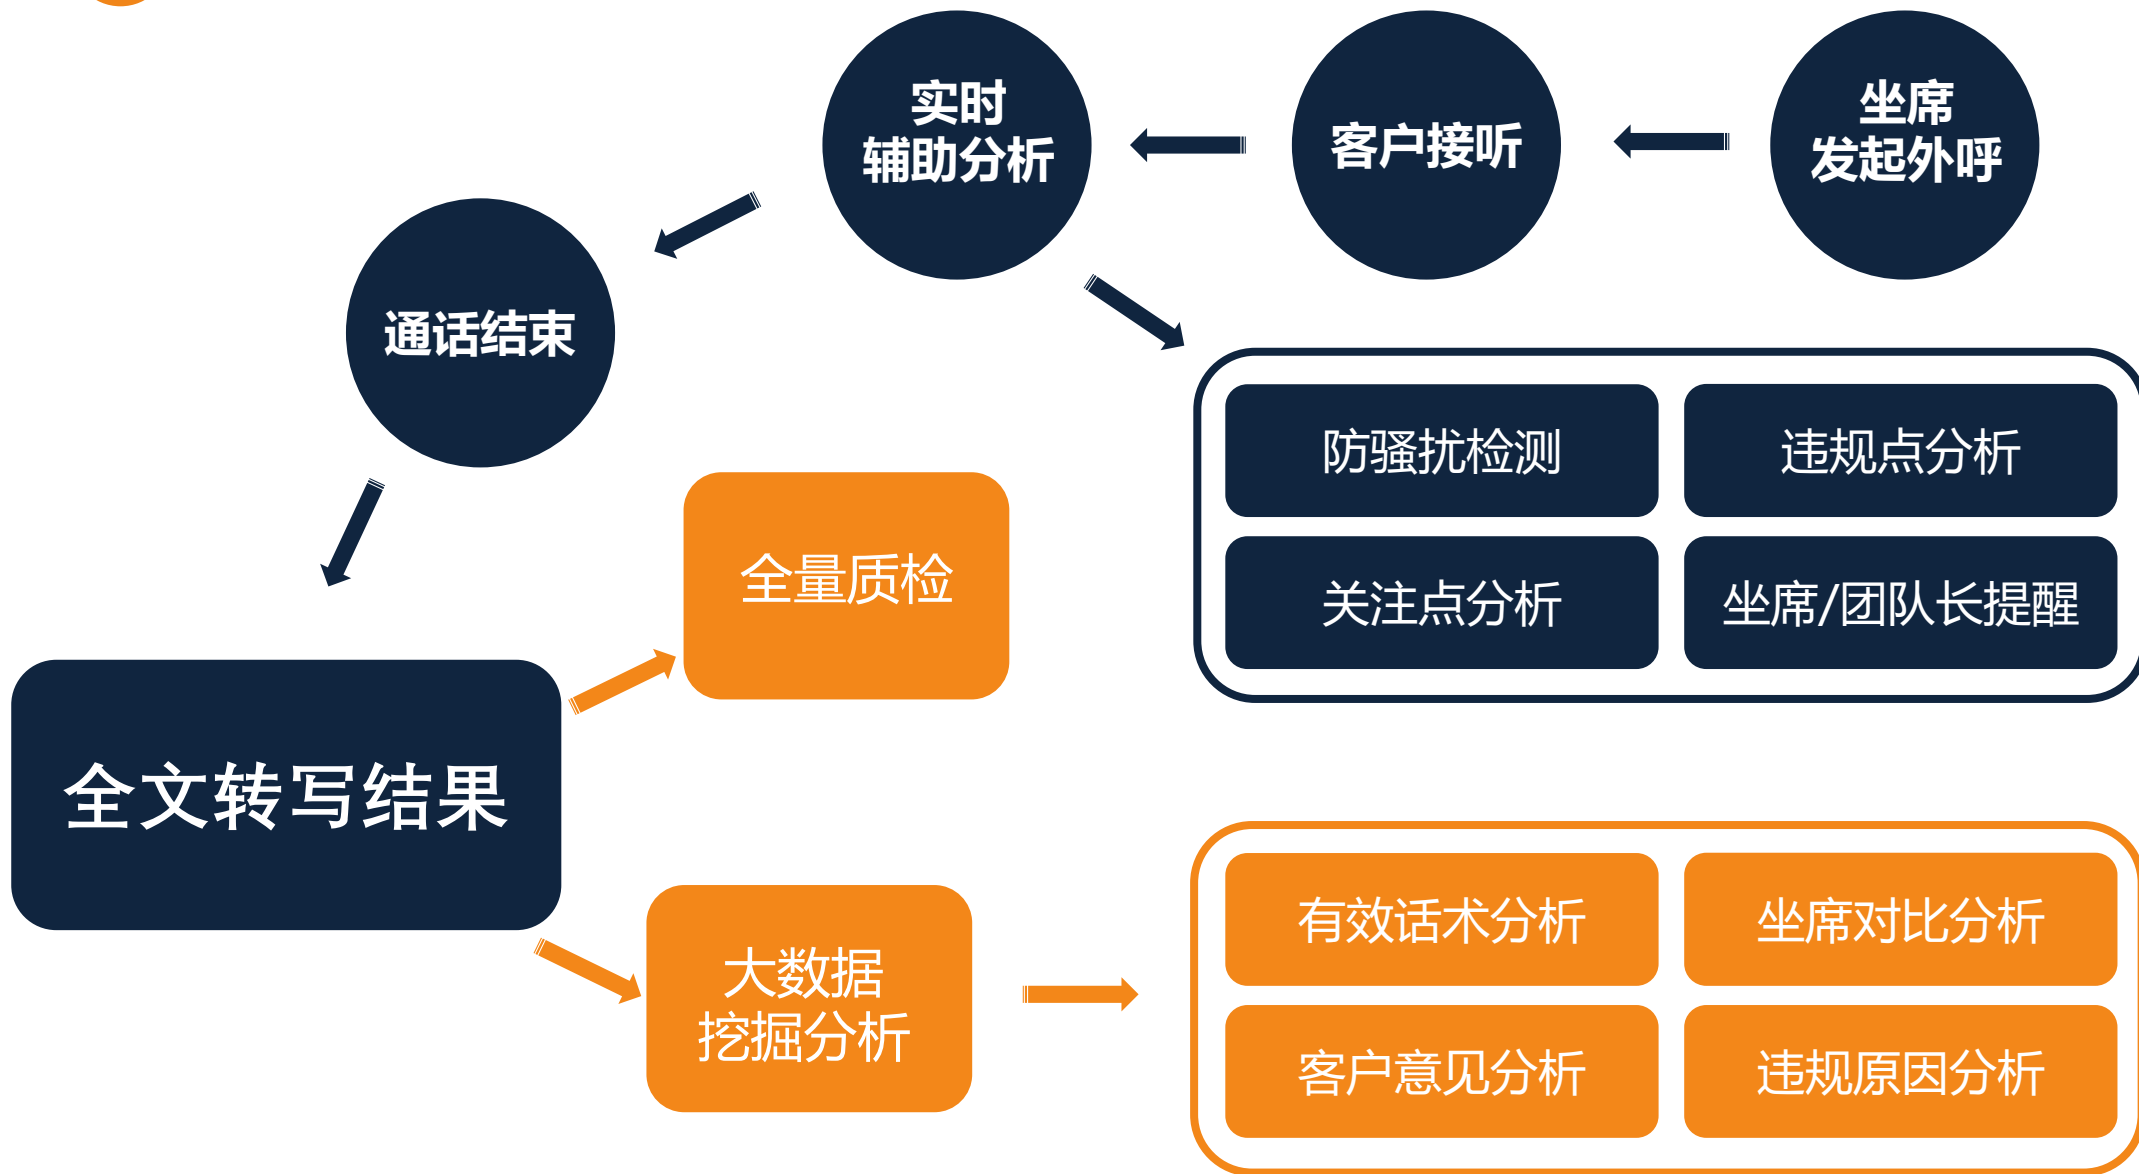 实时
辅助分析
客户接听
坐席
发起外呼
通话结束
防骚扰检测
违规点分析
关注点分析
坐席/团队长提醒
全量质检
全文转写结果
大数据
挖掘分析
有效话术分析
坐席对比分析
客户意见分析
违规原因分析